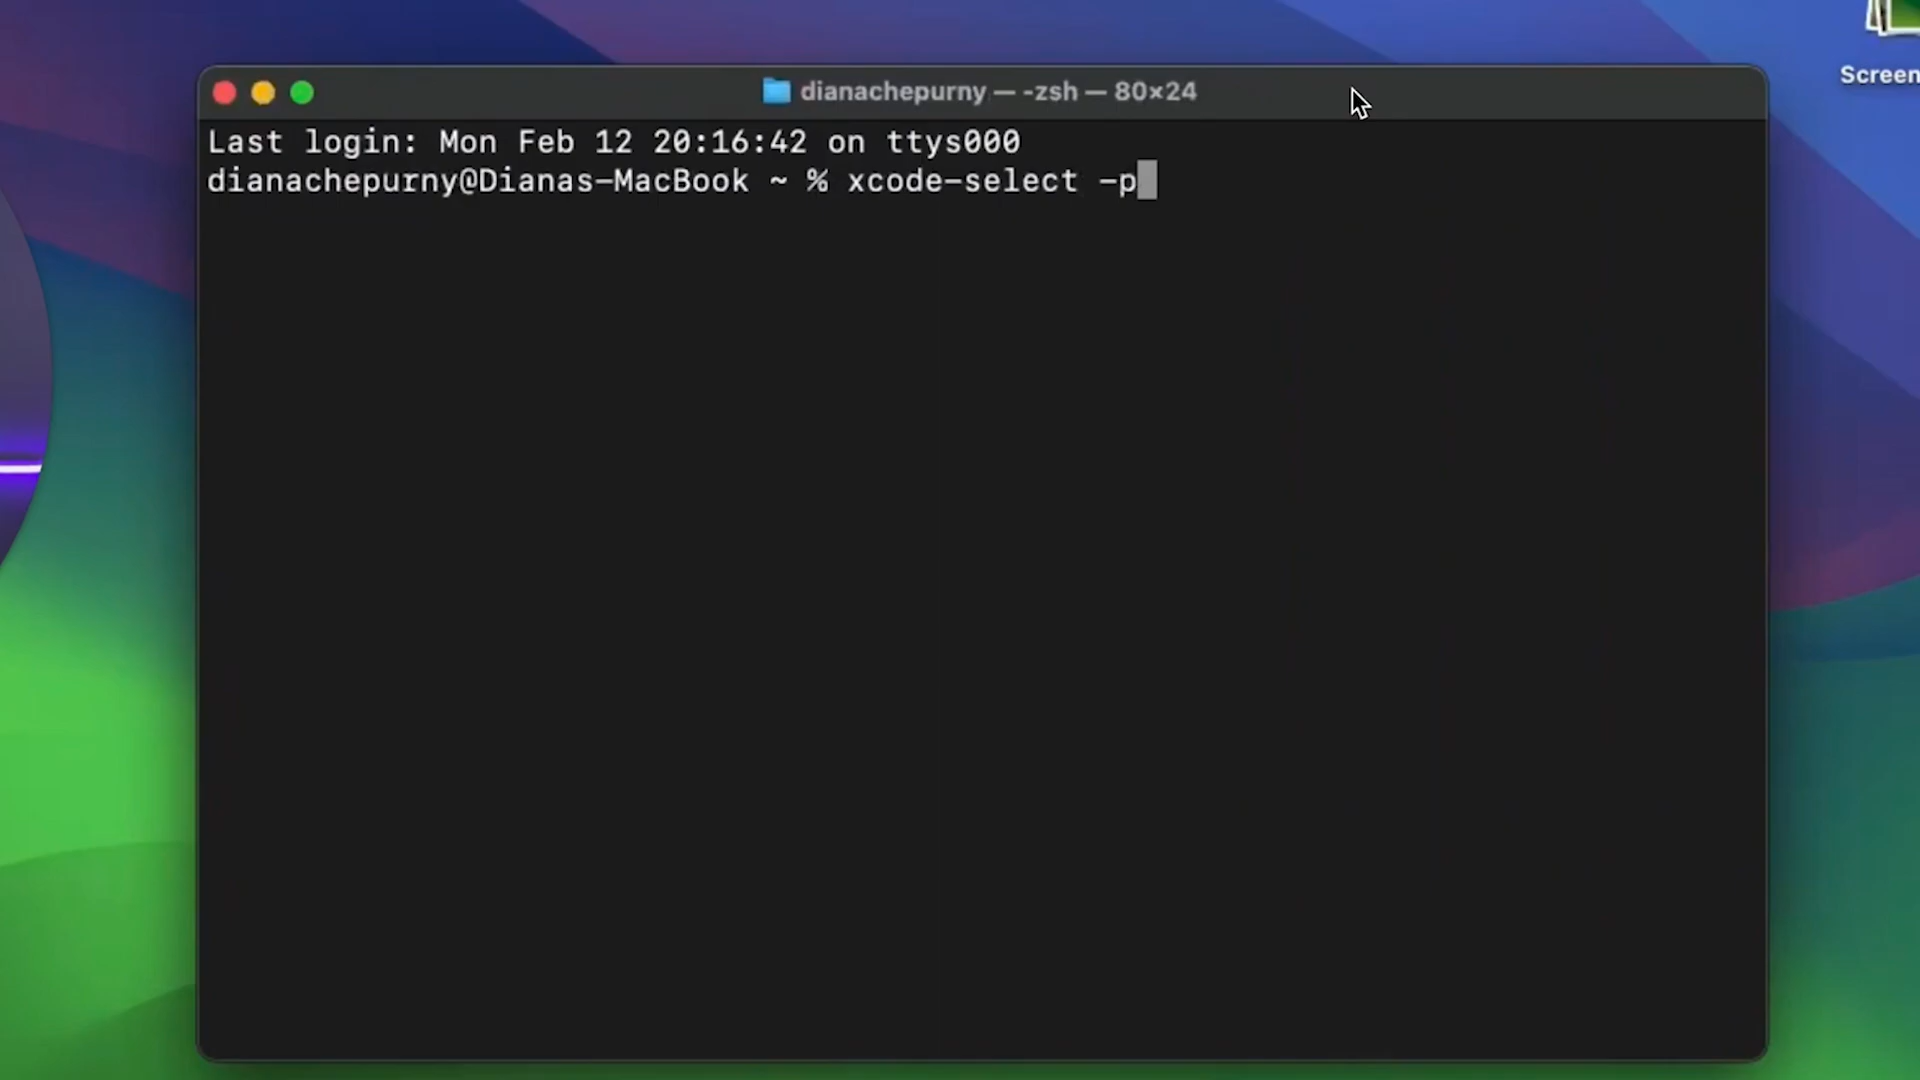 dianachepurny — -zsh — 80×24
Last login: Mon Feb 12 20:16:42 on ttys000
dianachepurny@Dianas-MacBook ~ % xcode-select -p
Screen